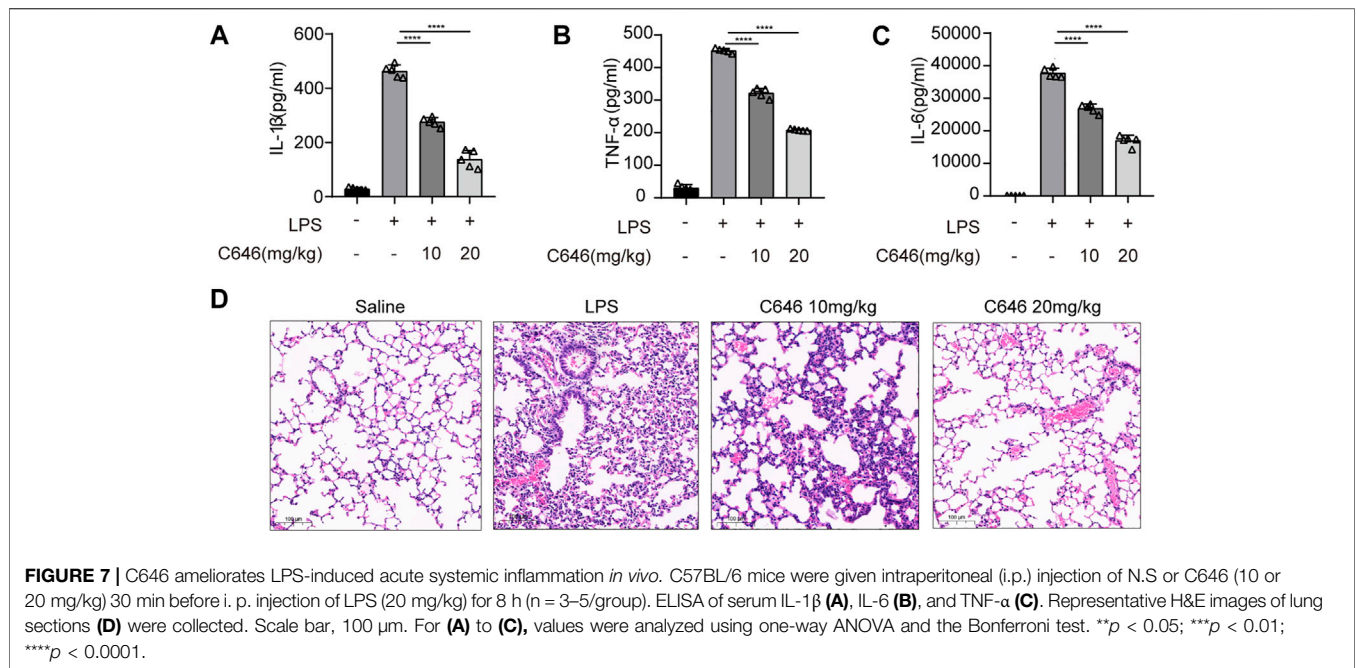 A
600
400
200
0
IL-1β(pg/ml)
****
****
LPS - + + +
C646(mg/kg) - - 10 20
B
500
400
300
200
100
0
TNF-α(pg/ml)
****
****
LPS - + + +
C646(mg/kg) - - 10 20
C
50000
40000
30000
20000
10000
0
IL-6(pg/ml)
****
****
LPS - + + +
C646(mg/kg) - - 10 20
D
Saline LPS C646 10mg/kg C646 20mg/kg
100 μm 100 μm
FIGURE 7 | C646 ameliorates LPS-induced acute systemic inflammation in vivo. C57BL/6 mice were given intraperitoneal (i.p.) injection of N.S or C646 (10 or
20 mg/kg) 30 min before i. p. injection of LPS (20 mg/kg) for 8 h (n = 3–5/group). ELISA of serum IL-1β (A), IL-6 (B), and TNF-α (C). Representative H&E images of lung
sections (D) were collected. Scale bar, 100 μm. For (A) to (C), values were analyzed using one-way ANOVA and the Bonferroni test. **p < 0.05; ***p < 0.01;
****p < 0.0001.